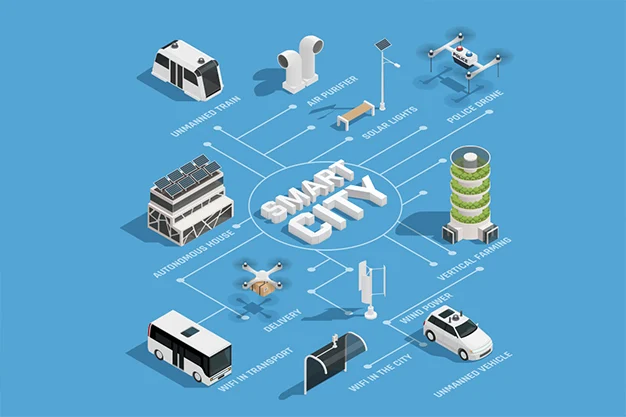 UNMANNED TRAIN
AIR PURIFIER
SOLAR LIGHTS
POLICE DRONE
SMART
CITY
AUTONOMOUS HOUSE
VERTICAL FARMING
DELIVERY
WIND POWER
WIFI IN TRANSPORT
WIFI IN THE CITY
UNMANNED VEHICLE